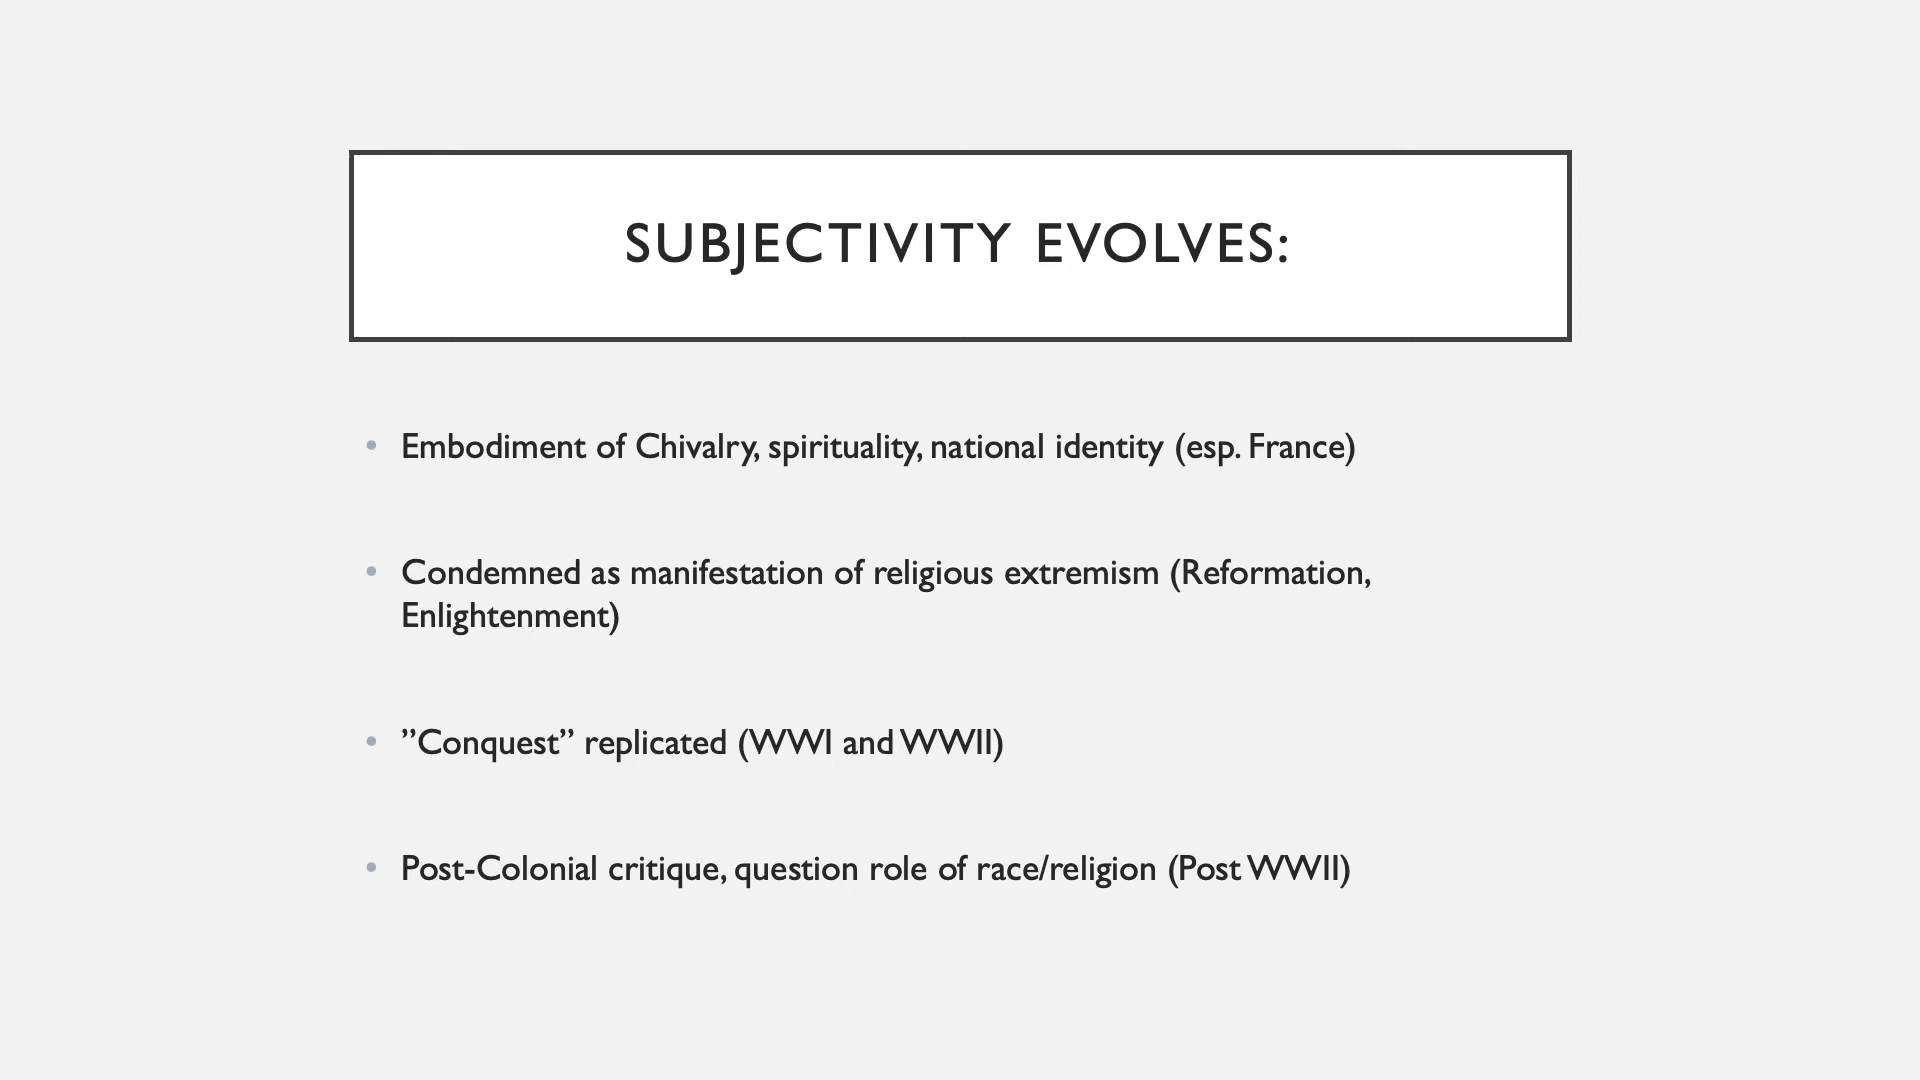 SUBJECTIVITY EVOLVES:
• Embodiment of Chivalry, spirituality, national identity (esp. France)
• Condemned as manifestation of religious extremism (Reformation,
Enlightenment)
• ”Conquest” replicated (WWI and WWII)
• Post-Colonial critique, question role of race/religion (Post WWII)